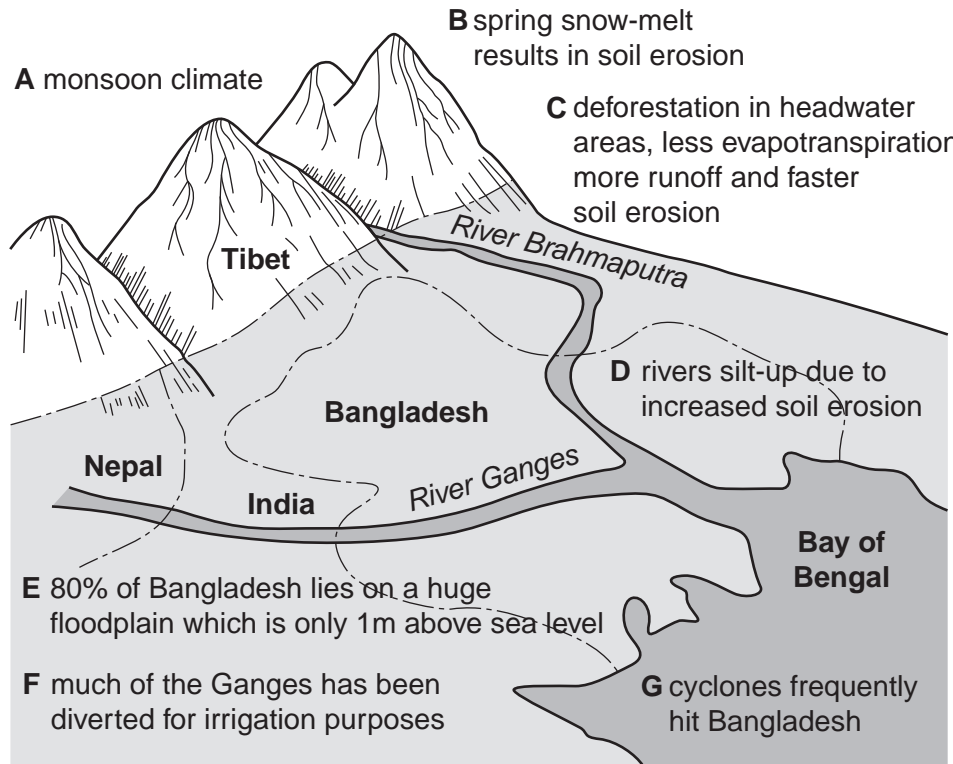 B spring snow-melt
results in soil erosion
A monsoon climate
C deforestation in headwater
areas, less evapotranspiration
more runoff and faster
soil erosion
River Brahmaputra
Tibet
D rivers silt-up due to
increased soil erosion
Bangladesh
Nepal
River Ganges
India
Bay of
Bengal
E 80% of Bangladesh lies on a huge
floodplain which is only 1m above sea level
F much of the Ganges has been
diverted for irrigation purposes
G cyclones frequently
hit Bangladesh